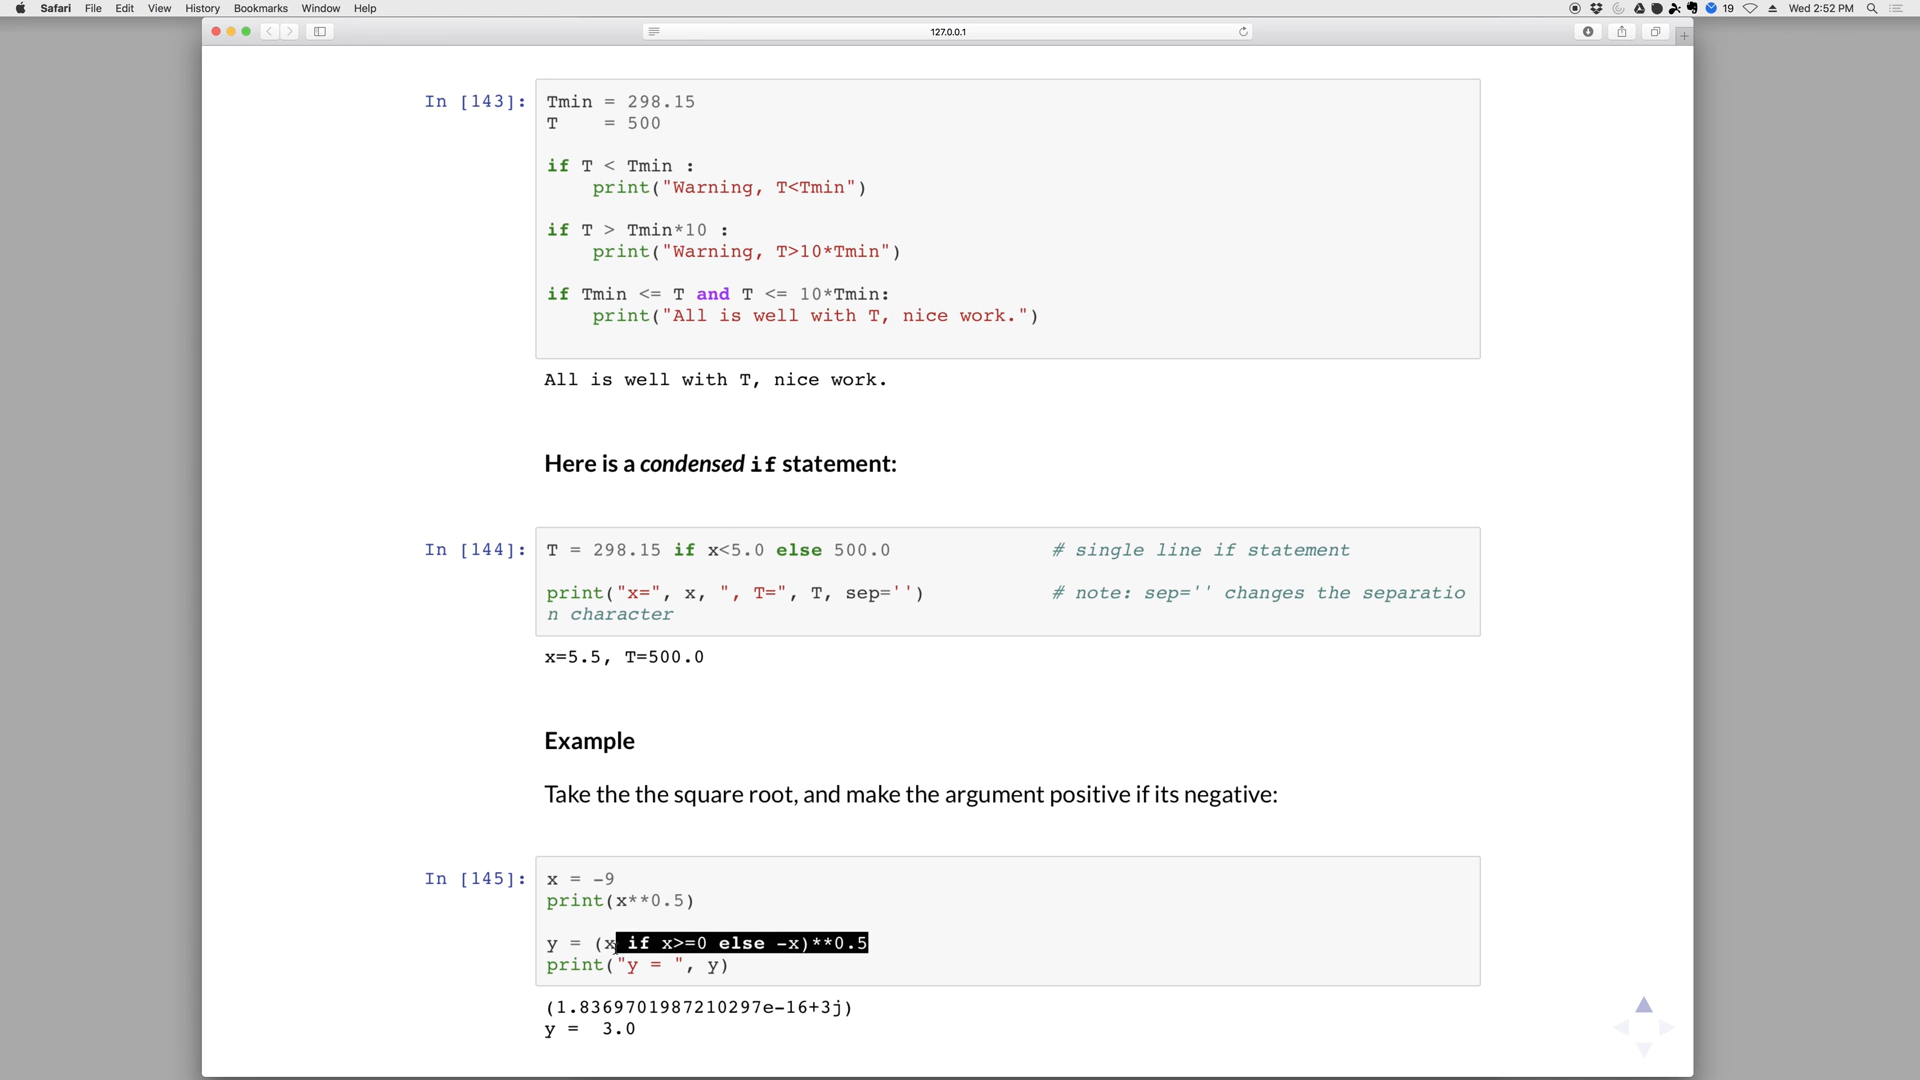 Safari File Edit View History Bookmarks Window Help 19 Wed 2:52 PM
127.0.0.1
In [143]: Tmin = 298.15
T    = 500
if T < Tmin :
    print("Warning, T<Tmin")
if T > Tmin*10 :
    print("Warning, T>10*Tmin")
if Tmin <= T and T <= 10*Tmin:
    print("All is well with T, nice work.")
All is well with T, nice work.
Here is a condensed if statement:
In [144]: T = 298.15 if x<5.0 else 500.0 # single line if statement
print("x=", x, ", T=", T, sep='') # note: sep='' changes the separatio
n character
x=5.5, T=500.0
Example
Take the the square root, and make the argument positive if its negative:
In [145]: x = -9
print(x**0.5)
y = (x if x>=0 else -x)**0.5
print("y = ", y)
(1.8369701987210297e-16+3j)
y =  3.0